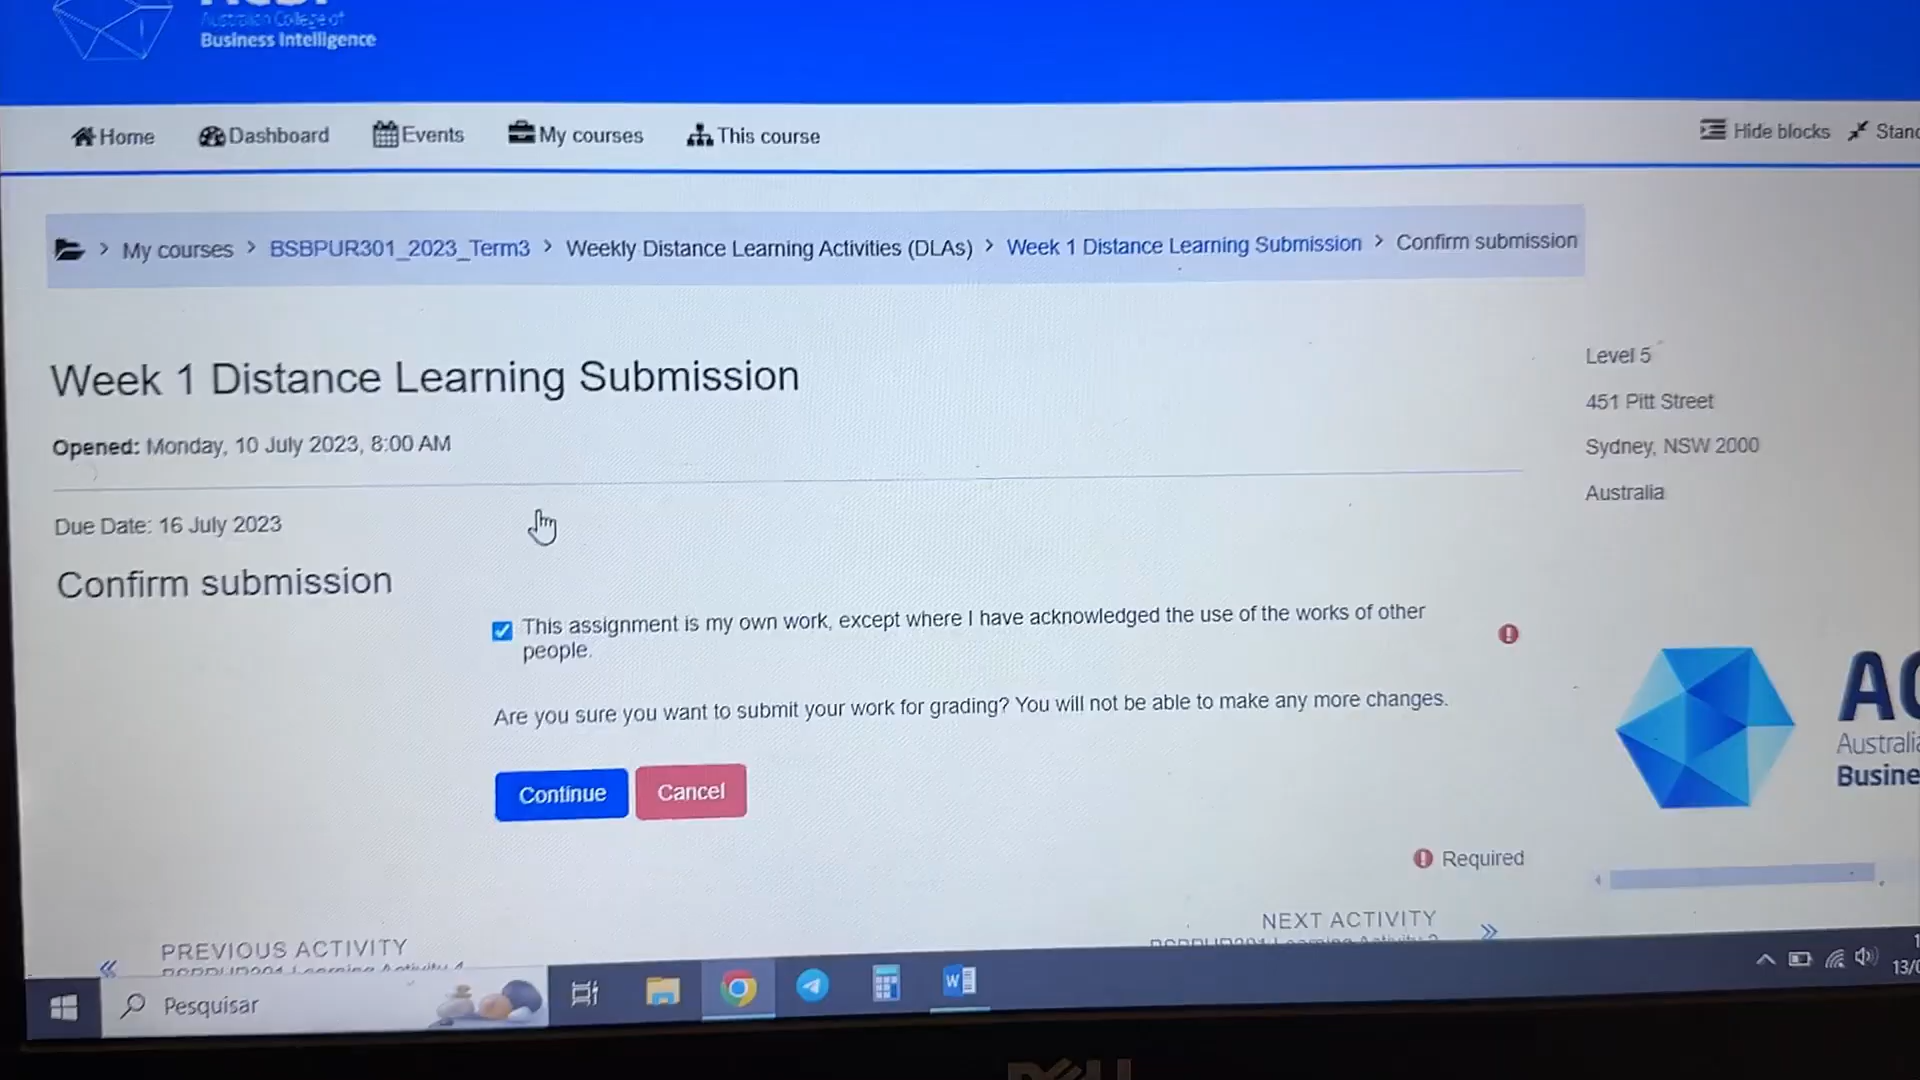 Australian College of
Business Intelligence
Home Dashboard Events My courses This course Hide blocks
> My courses > BSBPUR301_2023_Term3 > Weekly Distance Learning Activities (DLAs) > Week 1 Distance Learning Submission > Confirm submission
Week 1 Distance Learning Submission
Opened: Monday, 10 July 2023, 8:00 AM
Due Date: 16 July 2023
Confirm submission
This assignment is my own work, except where I have acknowledged the use of the works of other
people.
Are you sure you want to submit your work for grading? You will not be able to make any more changes.
Continue Cancel
Required
Level 5
451 Pitt Street
Sydney, NSW 2000
Australia
PREVIOUS ACTIVITY
NEXT ACTIVITY
Pesquisar